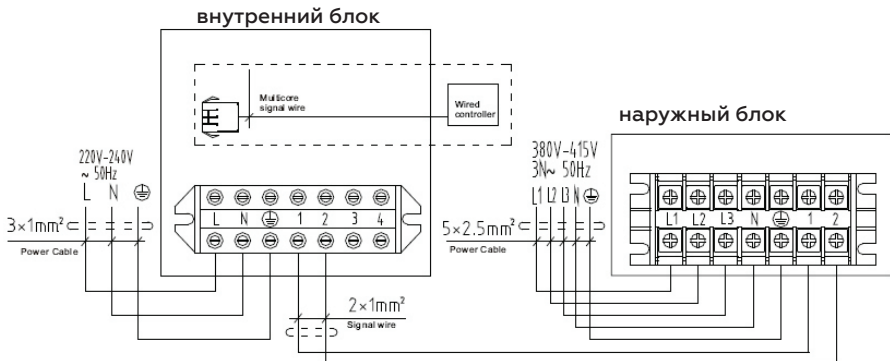 внутренний блок
Multicore
signal wire
Wired
controller
наружный блок
220V-240V
~ 50Hz
L N
3×1mm²
Power Cable
L N 1 2 3 4
2×1mm²
Signal wire
380V-415V
3N~ 50Hz
L1 L2 L3 N
5×2.5mm²
Power Cable
L1 L2 L3 N 1 2